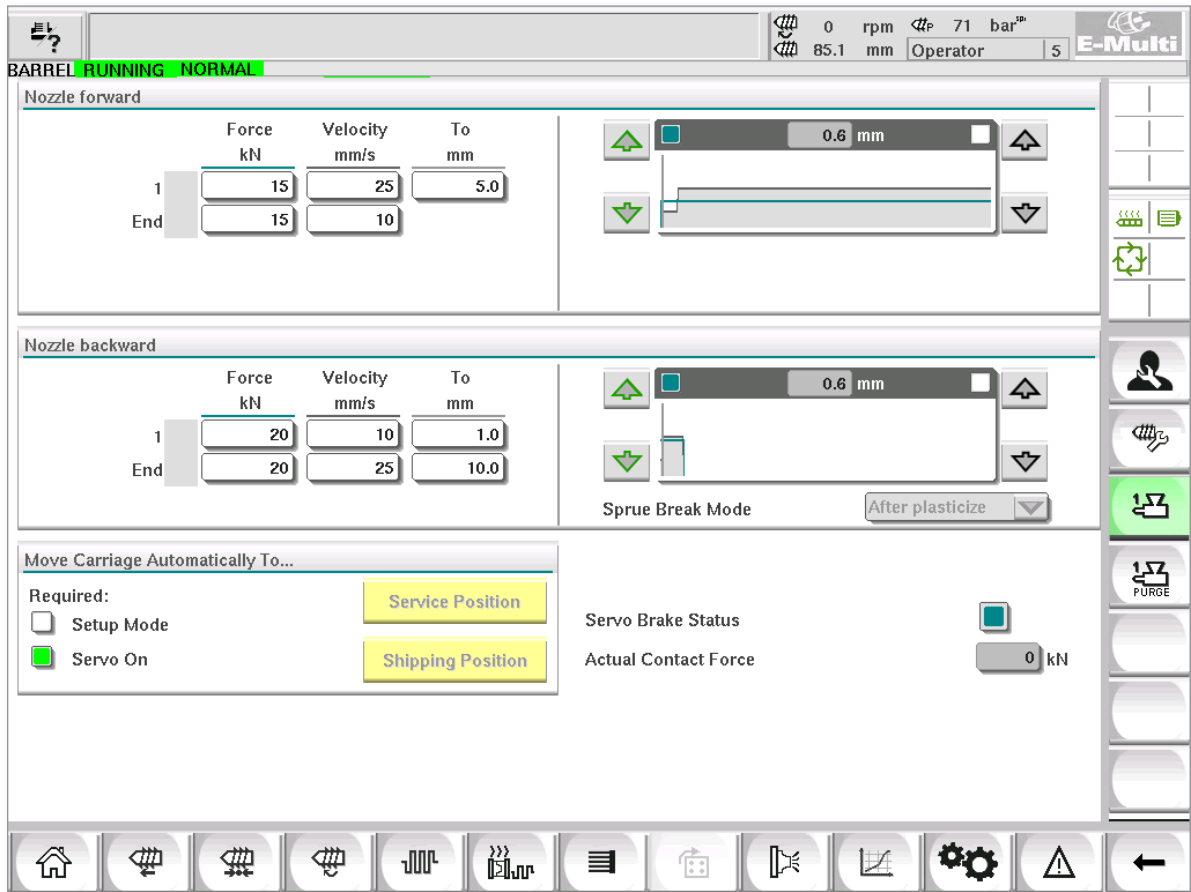 0 rpm P 71 bar spi
85.1 mm Operator 5 E-Multi
BARREL RUNNING NORMAL
Nozzle forward
Force Velocity To
kN mm/s mm
1 15 25 5.0
End 15 10
0.6 mm
Nozzle backward
Force Velocity To
kN mm/s mm
1 20 10 1.0
End 20 25 10.0
0.6 mm
Sprue Break Mode After plasticize
Move Carriage Automatically To...
Required:
Setup Mode
Servo On
Service Position
Shipping Position
Servo Brake Status
Actual Contact Force 0 kN
PURGE